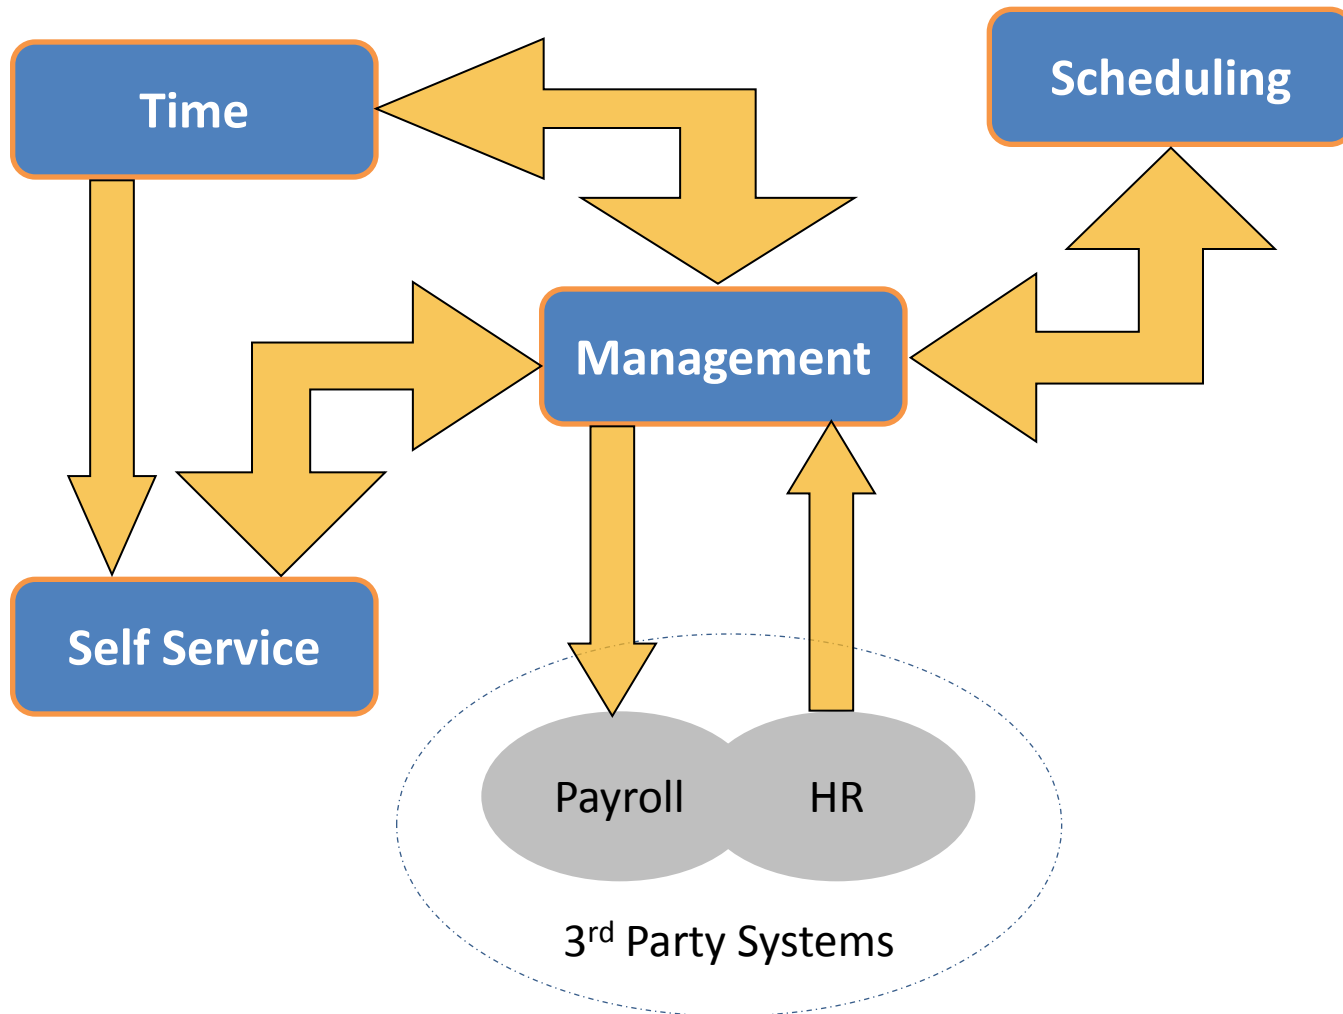 Time
Scheduling
Management
Self Service
Payroll
HR
3rd Party Systems